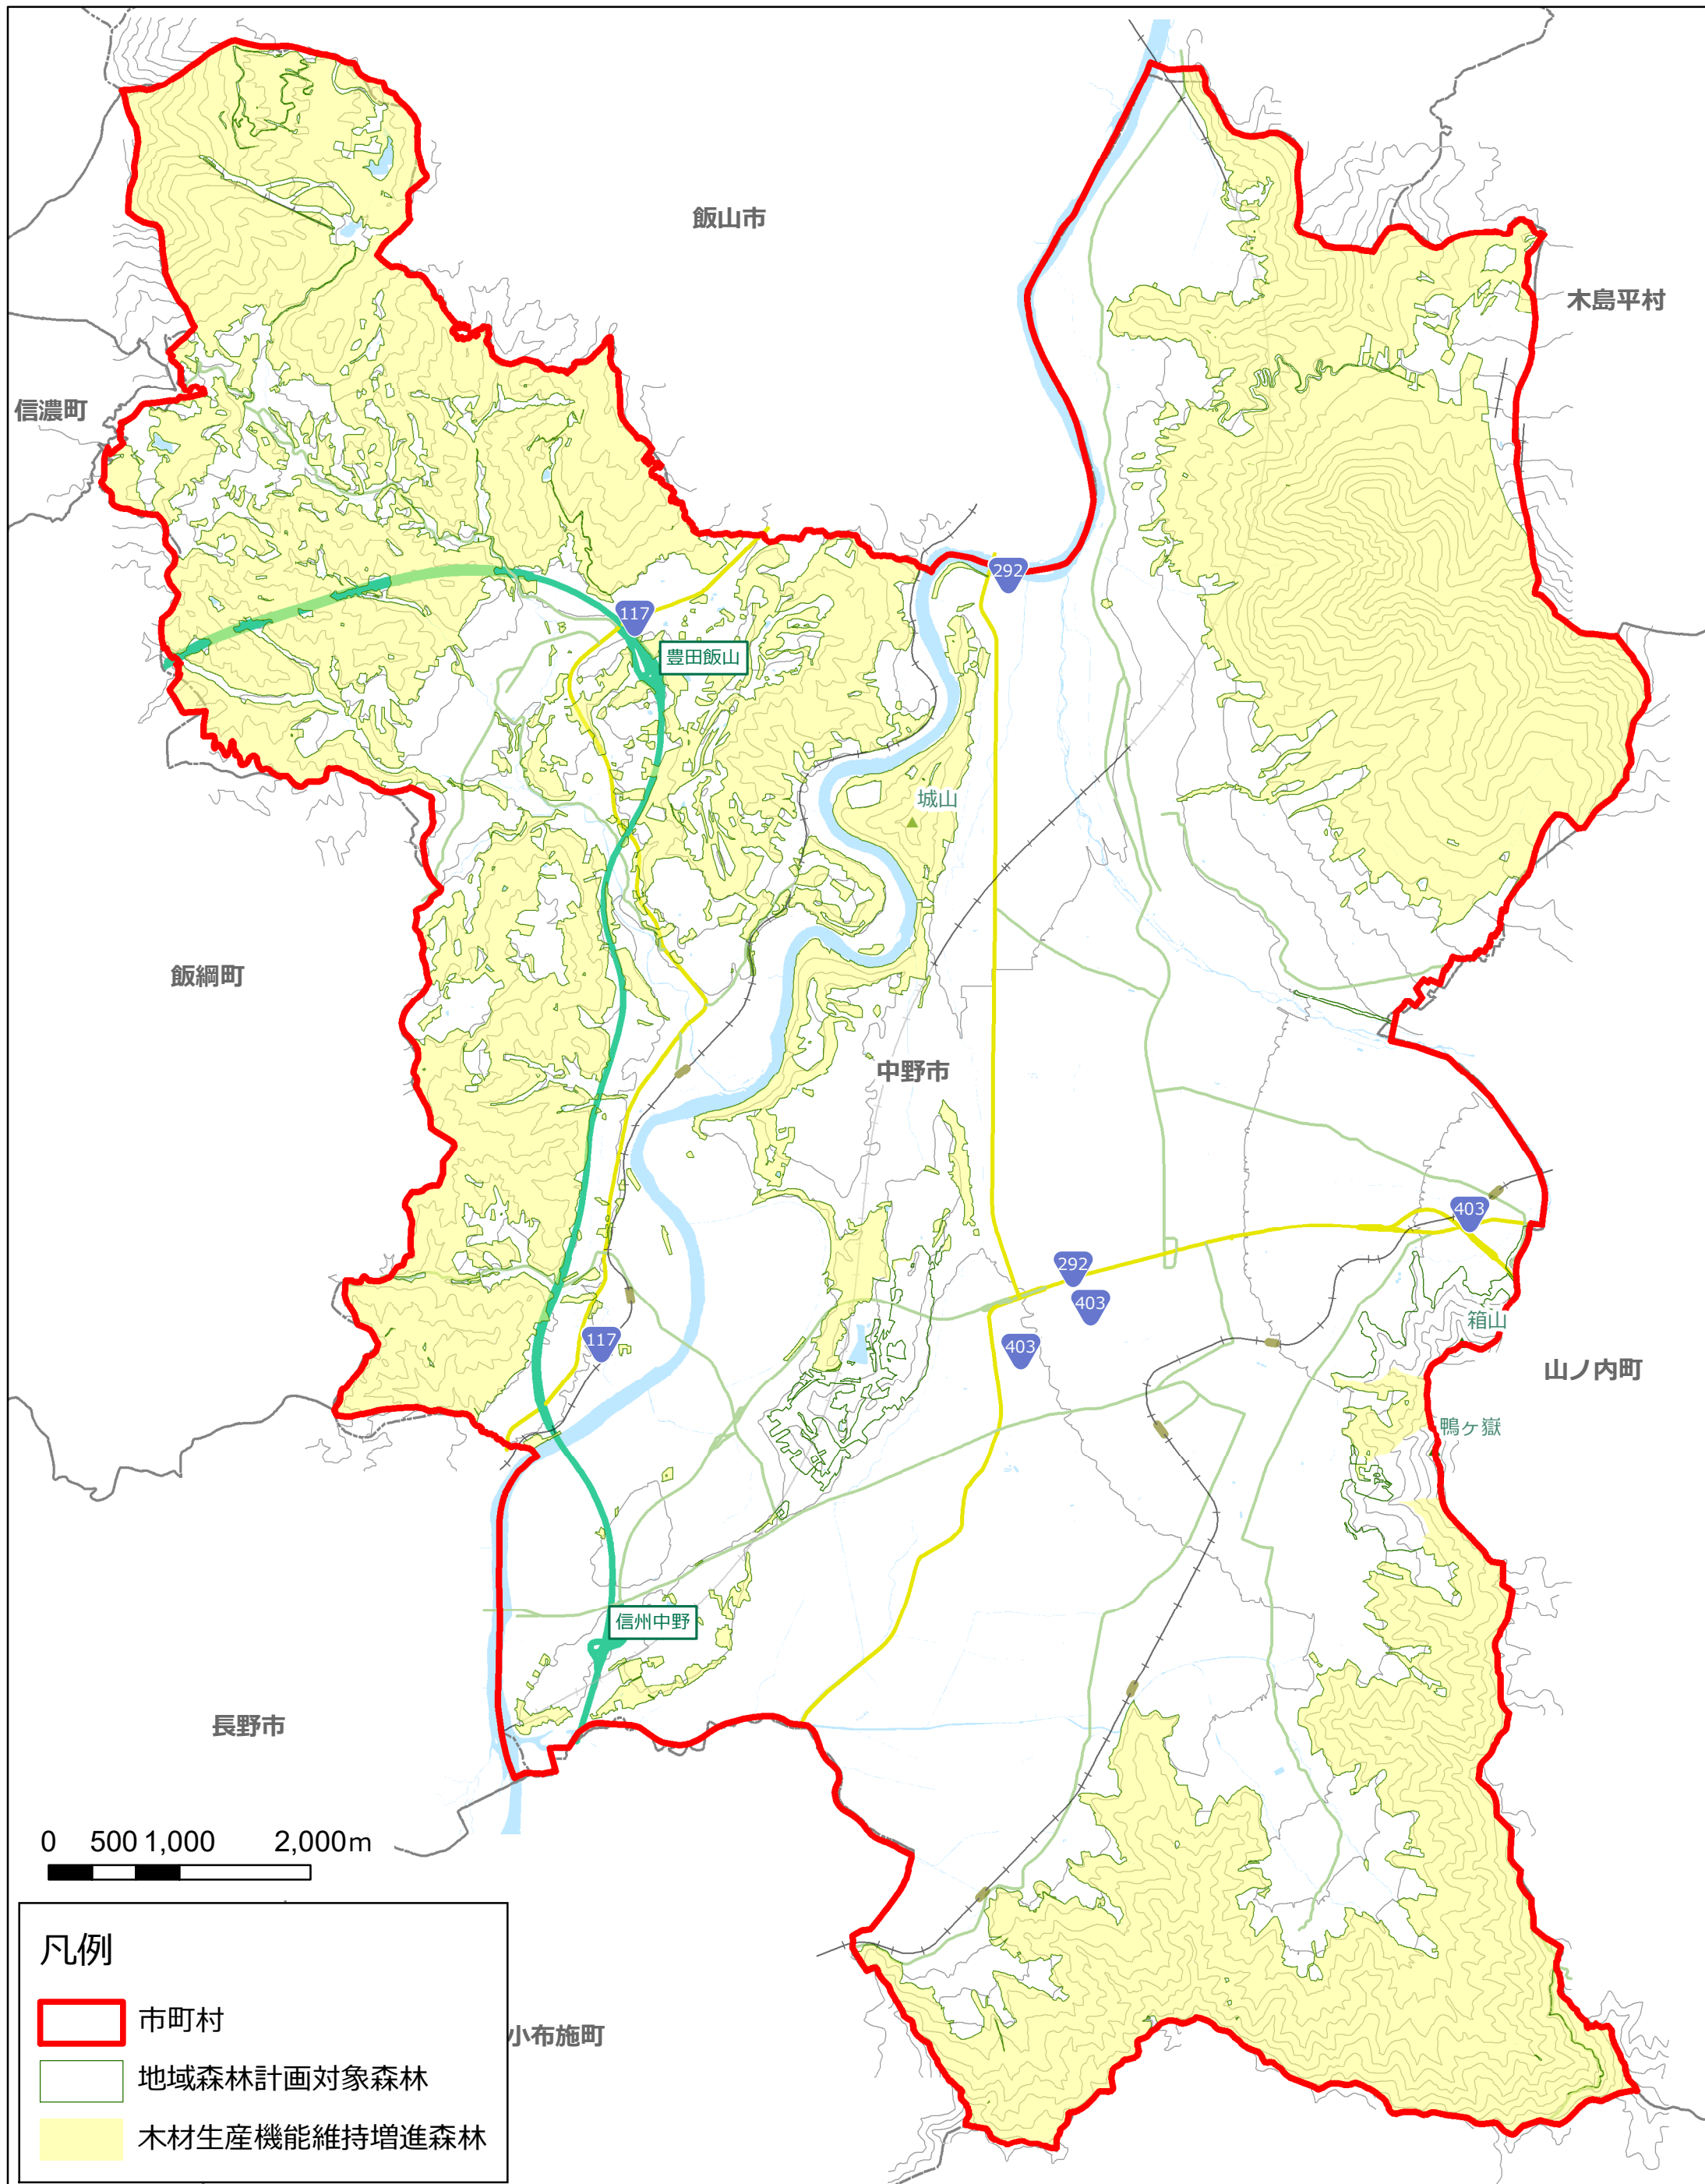 飯山市
木島平村
信濃町
292
117
豊田飯山
城山
飯綱町
中野市
403
292
403
403
117
箱山
山ノ内町
鴨ヶ嶽
信州中野
長野市
0 500 1,000 2,000m
凡例
市町村
地域森林計画対象森林
木材生産機能維持増進森林
小布施町